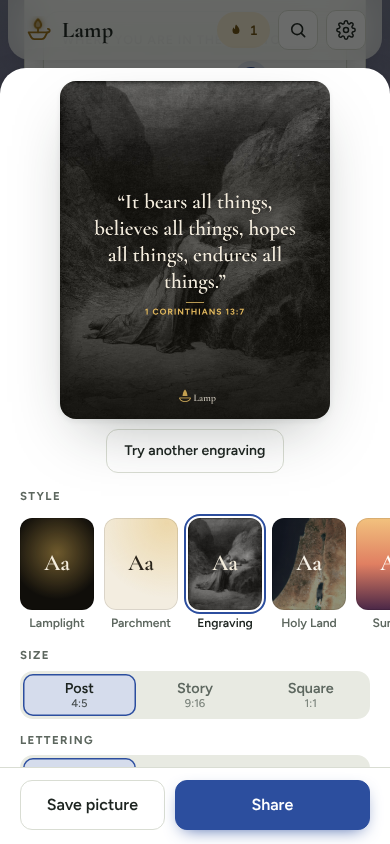 Lamp
1
“It bears all things,
believes all things, hopes
all things, endures all
things.”
1 CORINTHIANS 13:7
Lamp
Try another engraving
STYLE
Aa
Aa
Aa
Aa
Lamplight
Parchment
Engraving
Holy Land
SIZE
Post
4:5
Story
9:16
Square
1:1
LETTERING
Save picture
Share